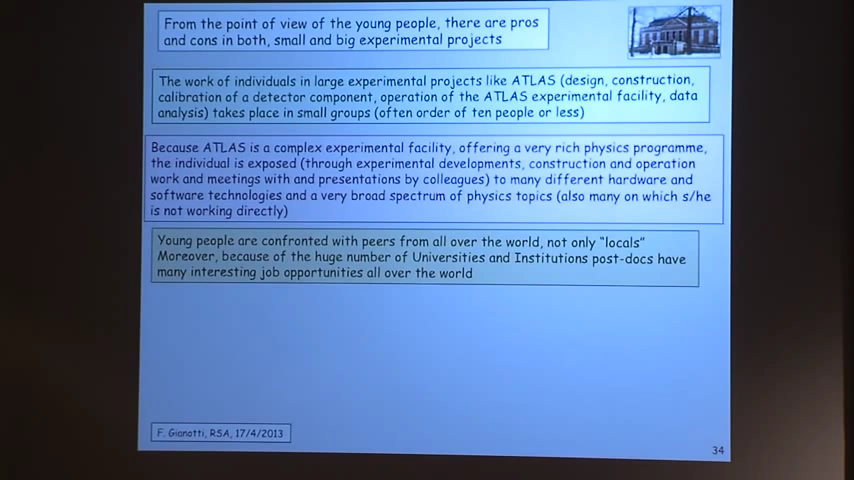 From the point of view of the young people, there are pros
and cons in both, small and big experimental projects
The work of individuals in large experimental projects like ATLAS (design, construction,
calibration of a detector component, operation of the ATLAS experimental facility, data
analysis) takes place in small groups (often order of ten people or less)
Because ATLAS is a complex experimental facility, offering a very rich physics programme,
the individual is exposed (through experimental developments, construction and operation
work and meetings with and presentations by colleagues) to many different hardware and
software technologies and a very broad spectrum of physics topics (also many on which s/he
is not working directly)
Young people are confronted with peers from all over the world, not only "locals"
Moreover, because of the huge number of Universities and Institutions post-docs have
many interesting job opportunities all over the world
F. Gianotti, RSA, 17/4/2013
34